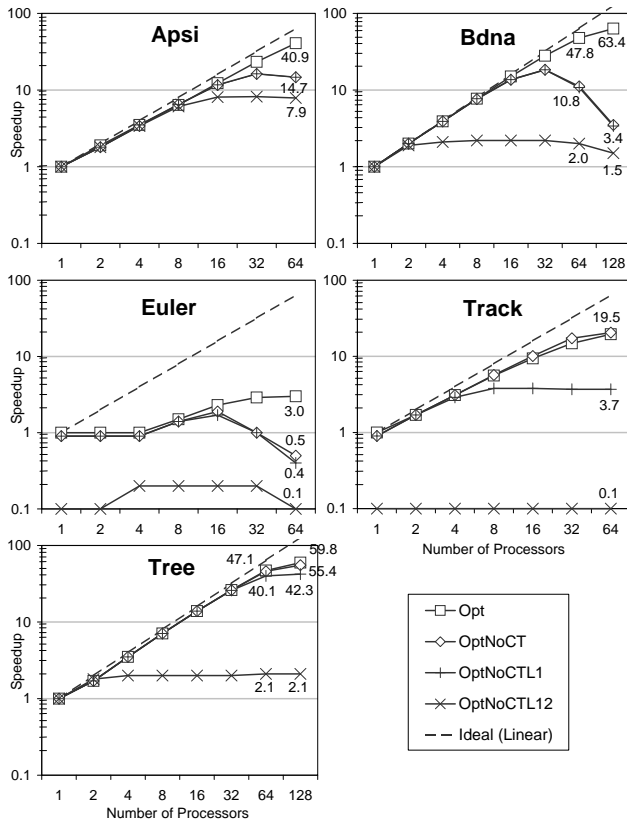 Apsi
Speedup
100
10
1
0.1
1 2 4 8 16 32 64
40.9
14.7
7.9
Bdna
Speedup
100
10
1
0.1
1 2 4 8 16 32 64 128
47.8
63.4
10.8
3.4
2.0
1.5
Euler
Speedup
100
10
1
0.1
1 2 4 8 16 32 64
3.0
0.5
0.4
0.1
Track
Speedup
100
10
1
0.1
1 2 4 8 16 32 64
Number of Processors
19.5
3.7
0.1
Tree
Speedup
100
10
1
0.1
1 2 4 8 16 32 64 128
Number of Processors
47.1
59.8
55.4
40.1
42.3
2.1
2.1
Opt
OptNoCT
OptNoCTL1
OptNoCTL12
Ideal (Linear)